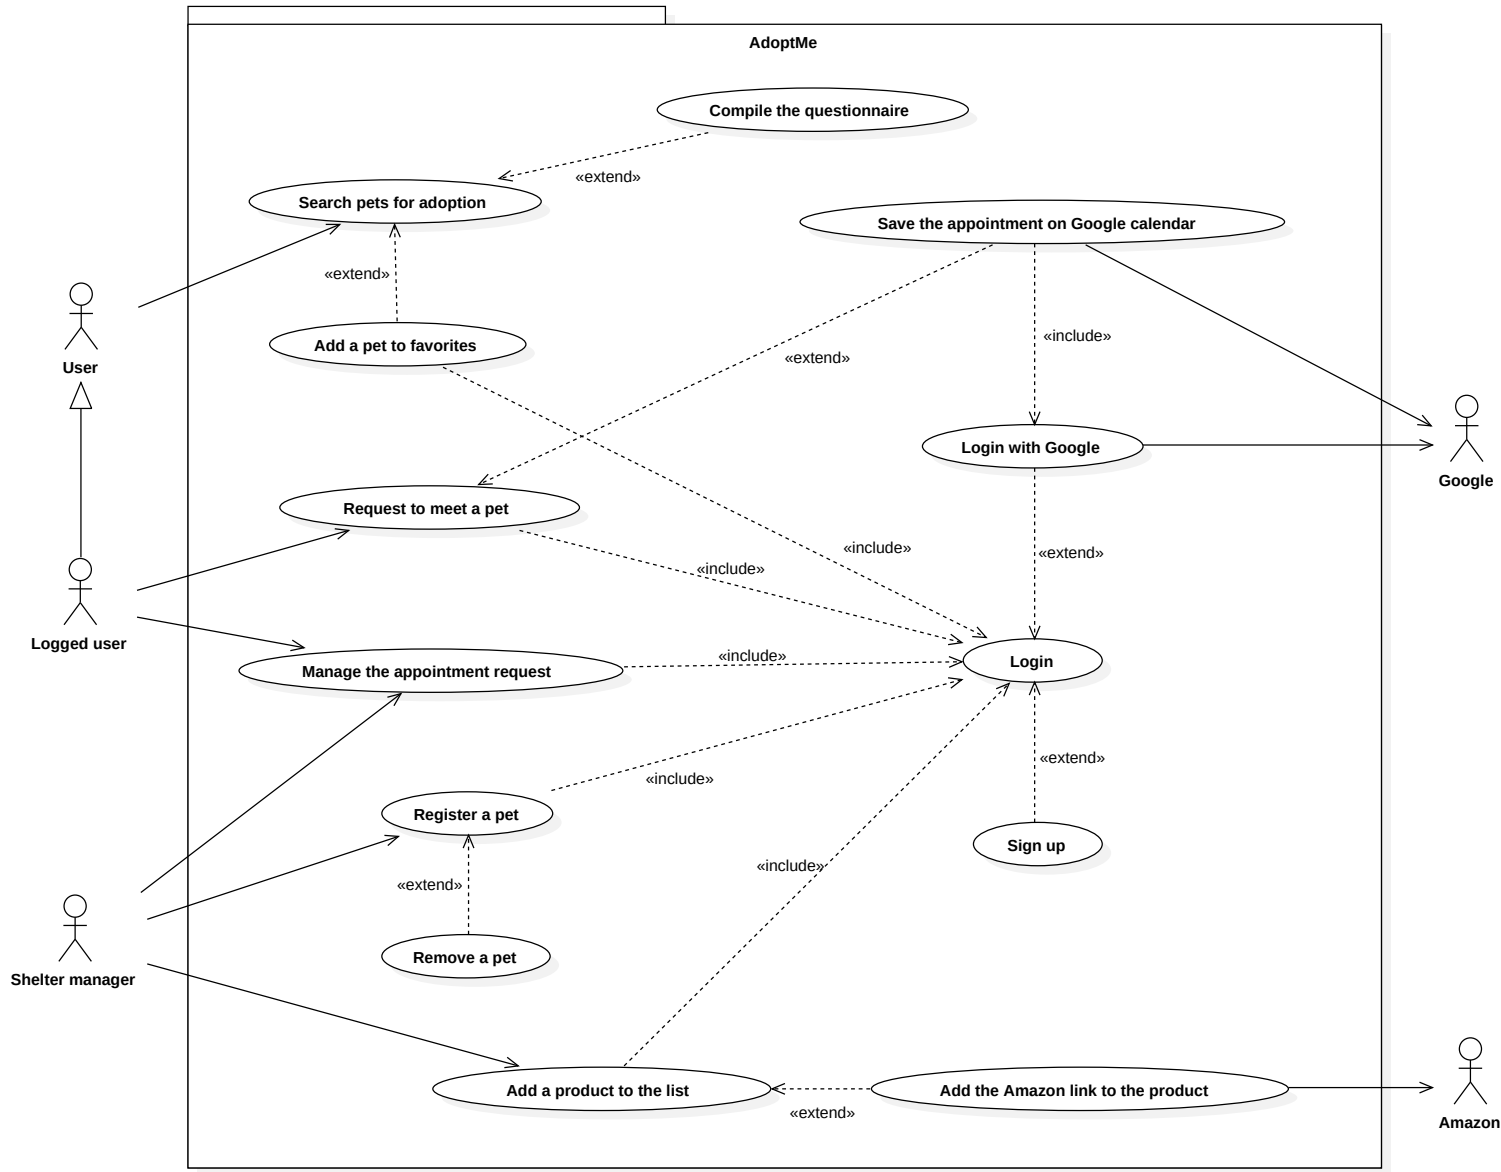 AdoptMe
Compile the questionnaire
«extend»
Search pets for adoption
Save the appointment on Google calendar
«extend»
User
Add a pet to favorites
«include»
«extend»
Login with Google
Google
Request to meet a pet
«include»
«include»
«extend»
Logged user
Manage the appointment request
«include»
Login
«include»
«extend»
Register a pet
Sign up
«extend»
«include»
Remove a pet
Shelter manager
Add a product to the list
«extend»
Add the Amazon link to the product
Amazon